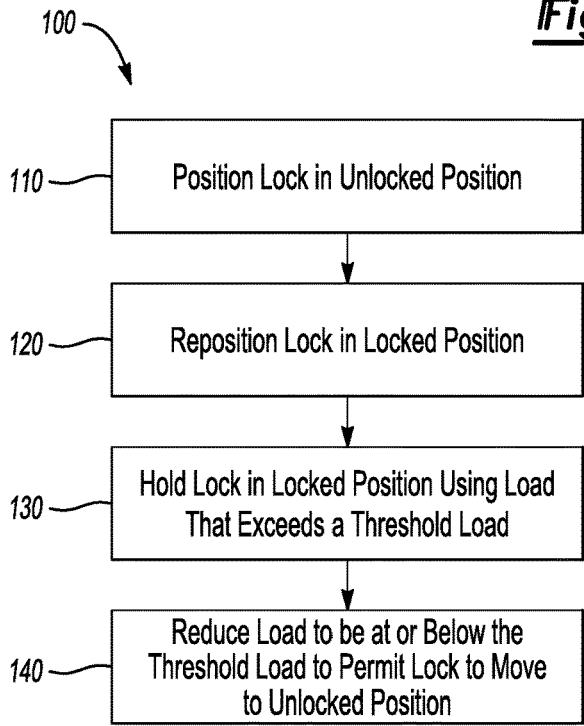 Fig
100
110
Position Lock in Unlocked Position
120
Reposition Lock in Locked Position
130
Hold Lock in Locked Position Using Load
That Exceeds a Threshold Load
140
Reduce Load to be at or Below the
Threshold Load to Permit Lock to Move
to Unlocked Position